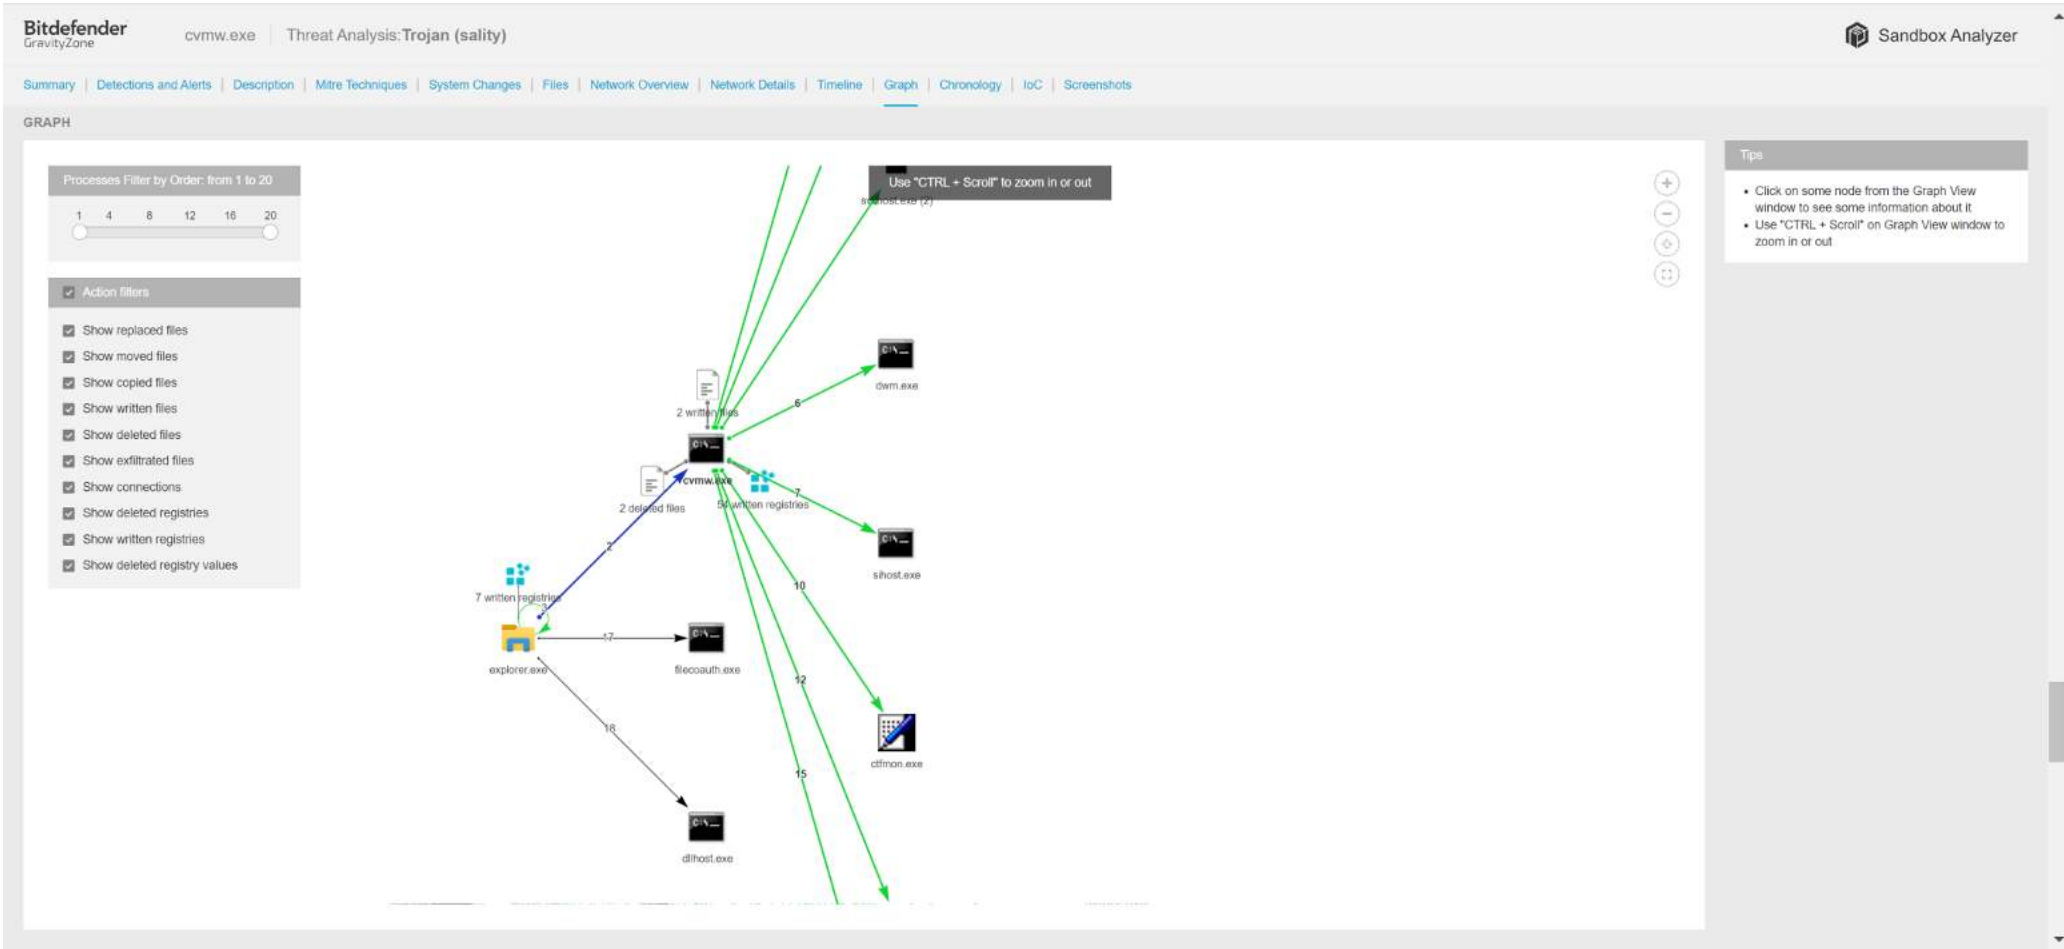 Bitdefender
GravityZone
cvmw.exe
Threat Analysis:Trojan (sality)
Sandbox Analyzer
Summary
Detections and Alerts
Description
Mitre Techniques
System Changes
Files
Network Overview
Network Details
Timeline
Graph
Chronology
IoC
Screenshots
GRAPH
Processes Filter by Order: from 1 to 20
1 4 8 12 16 20
Action filters
Show replaced files
Show moved files
Show copied files
Show written files
Show deleted files
Show exfiltrated files
Show connections
Show deleted registries
Show written registries
Show deleted registry values
Use "CTRL + Scroll" to zoom in or out
dwm.exe
6
2 written files
cvmw.exe
2 deleted files
54 written registries
7
sihost.exe
2
10
7 written registries
3
explorer.exe
17
filecoauth.exe
12
18
ctfmon.exe
15
dllhost.exe
Tips
• Click on some node from the Graph View
window to see some information about it
• Use "CTRL + Scroll" on Graph View window to
zoom in or out